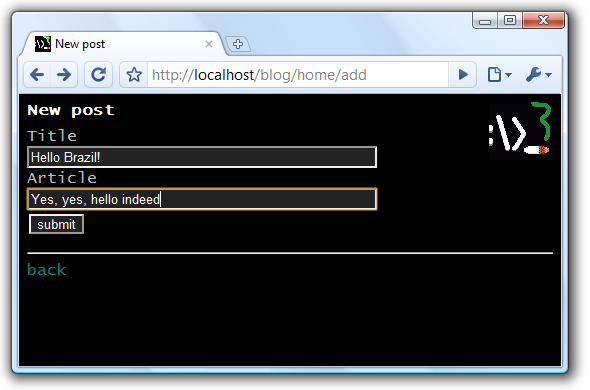 New post
http://localhost/blog/home/add
New post
Title
Hello Brazil!
Article
Yes, yes, hello indeed
submit
back